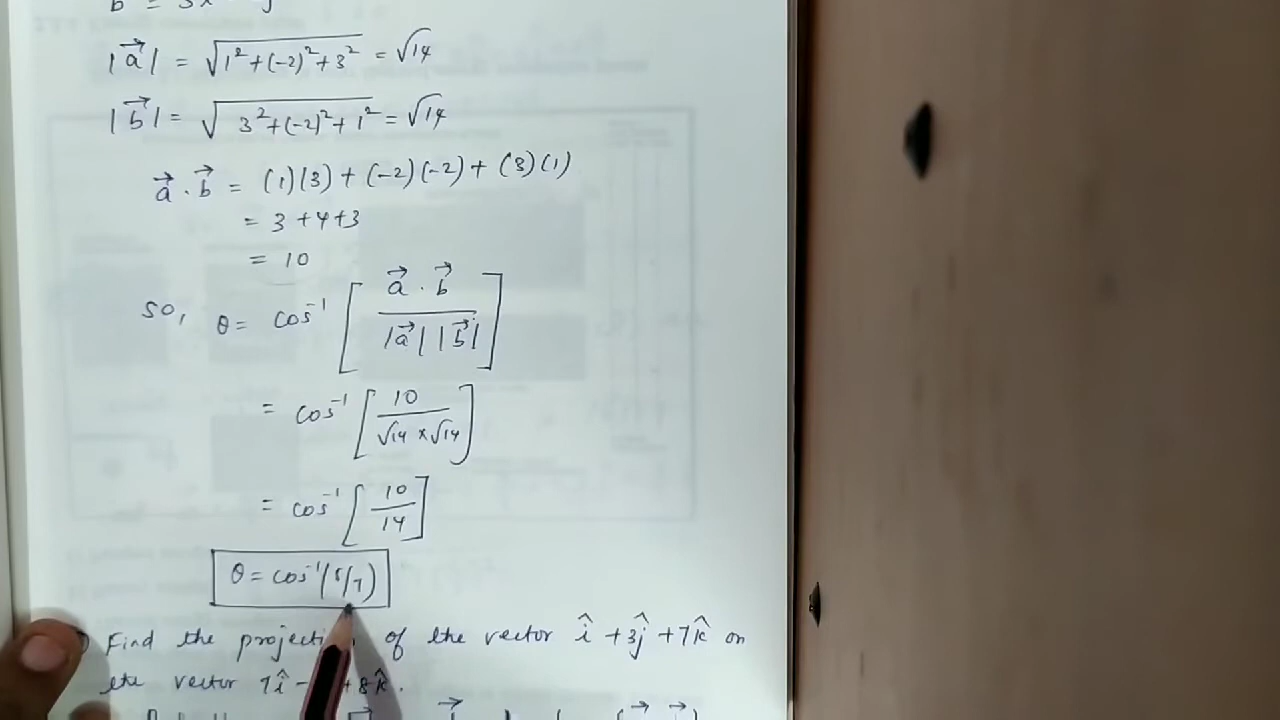 |a⃗| = √1²+(-2)²+3² = √14
|b⃗| = √3²+(-2)²+1² = √14
a⃗ . b⃗ = (1)(3) + (-2)(-2) + (3)(1)
= 3+4+3
= 10
so, θ = cos⁻¹ [ a⃗ . b⃗ / |a⃗| |b⃗| ]
= cos⁻¹ [ 10 / √14 × √14 ]
= cos⁻¹ [ 10 / 14 ]
θ = cos⁻¹(5/7)
Find the projection of the vector î + 3ĵ + 7k̂ on
the vector 7î - + 8k̂.